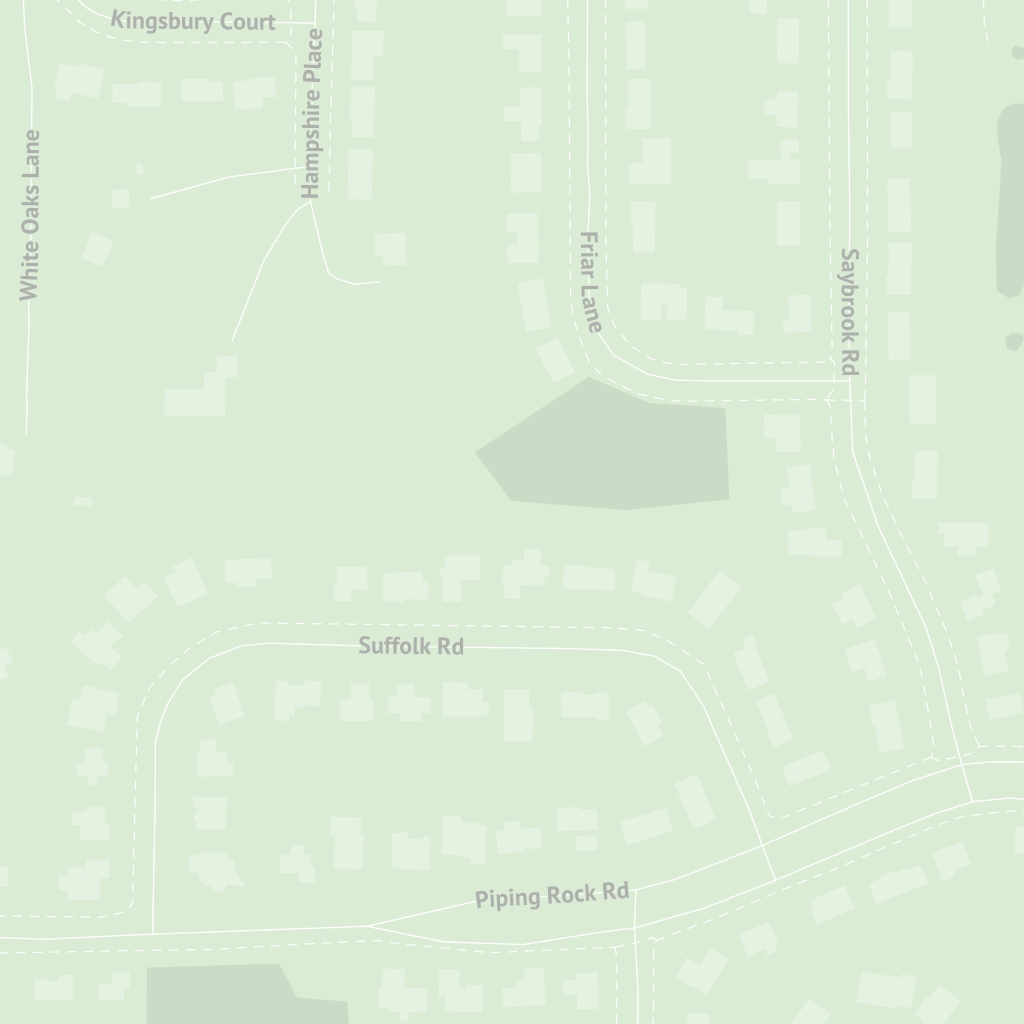 Kingsbury Court
Hampshire Place
White Oaks Lane
Friar Lane
Saybrook Rd
Suffolk Rd
Piping Rock Rd